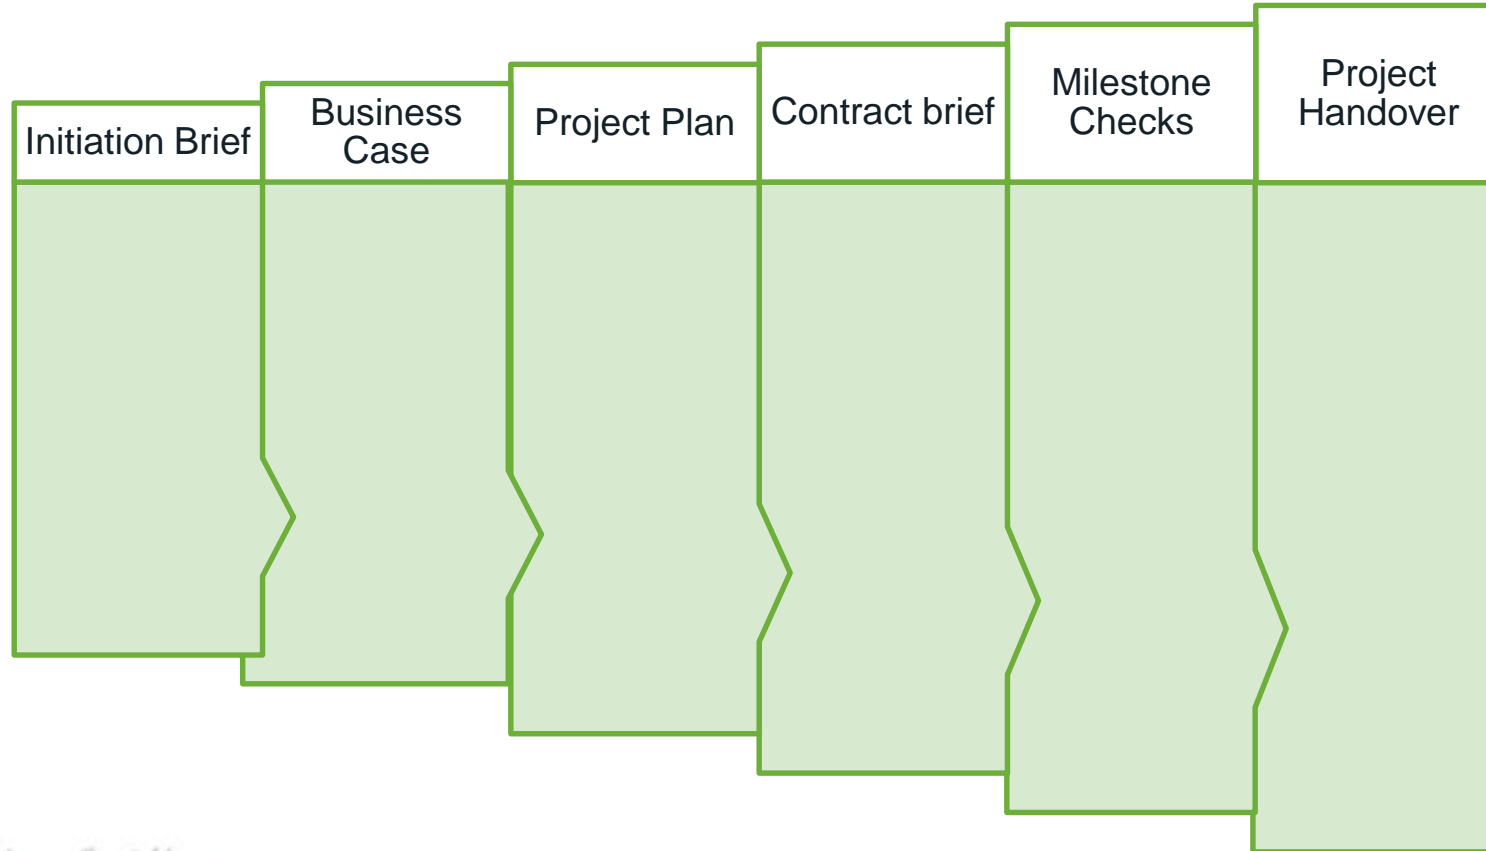 Initiation Brief
Business
Case
Project Plan
Contract brief
Milestone
Checks
Project
Handover